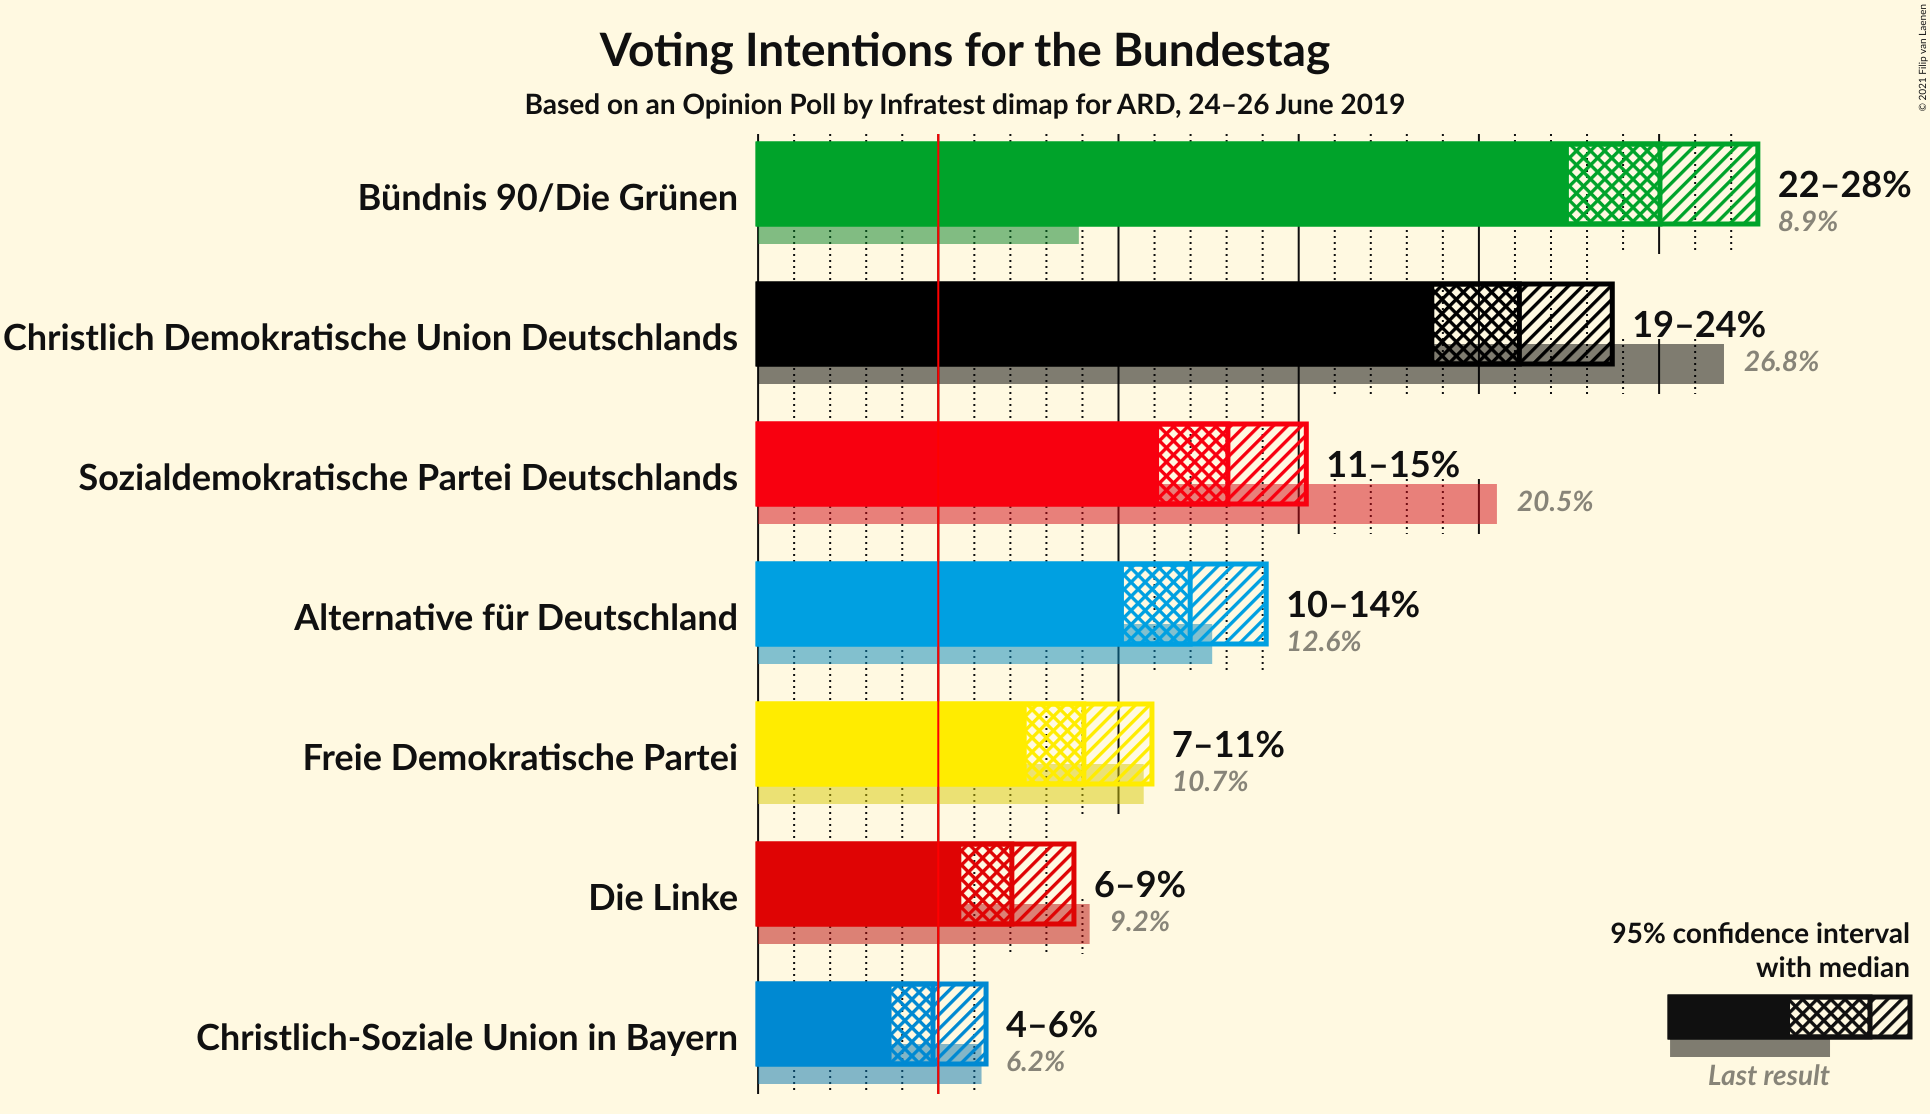 Voting Intentions for the Bundestag
Based on an Opinion Poll by Infratest dimap for ARD, 24–26 June 2019
© 2021 Filip van Laenen
Bündnis 90/Die Grünen
22–28%
8.9%
Christlich Demokratische Union Deutschlands
19–24%
26.8%
Sozialdemokratische Partei Deutschlands
11–15%
20.5%
Alternative für Deutschland
10–14%
12.6%
Freie Demokratische Partei
7–11%
10.7%
Die Linke
6–9%
9.2%
Christlich-Soziale Union in Bayern
4–6%
6.2%
95% confidence interval
with median
Last result